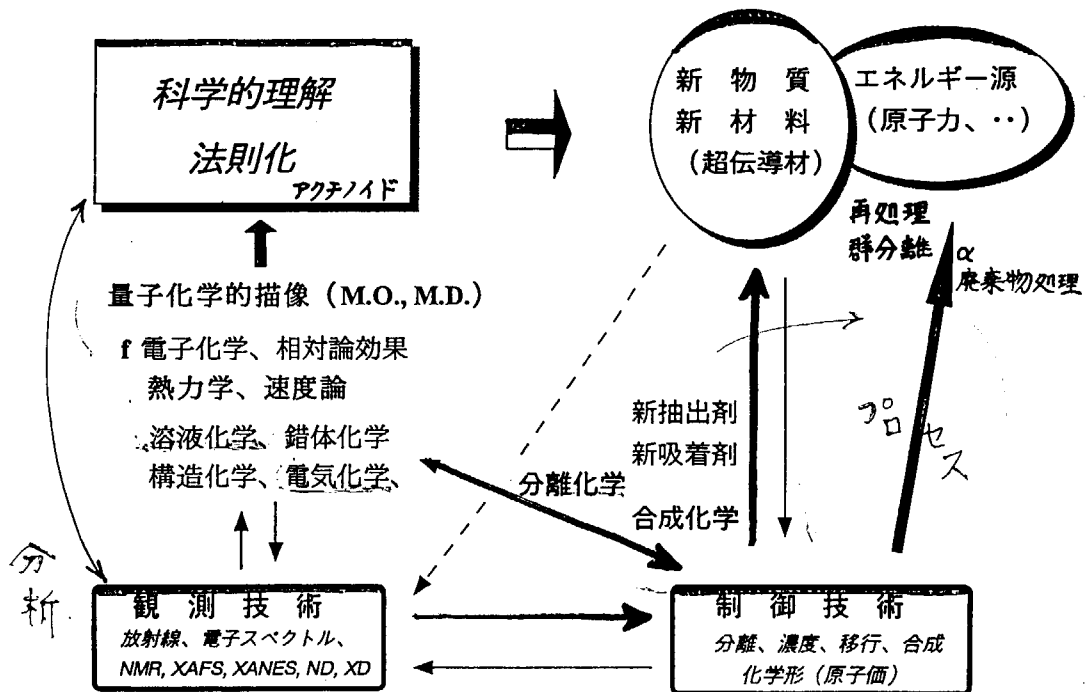 科学的理解
法則化
アクチノイド
新物質
新材料
(超伝導材)
エネルギー源
(原子力、・・)
再処理
群分離
α
廃棄物処理
量子化学的描像(M.O., M.D.)
f 電子化学、相対論効果
熱力学、速度論
溶液化学、錯体化学
構造化学、電気化学、
新抽出剤
新吸着剤
分離化学
合成化学
プロセス
分析
観測技術
放射線、電子スペクトル、
NMR, XAFS, XANES, ND, XD
制御技術
分離、濃度、移行、合成
化学形(原子価)